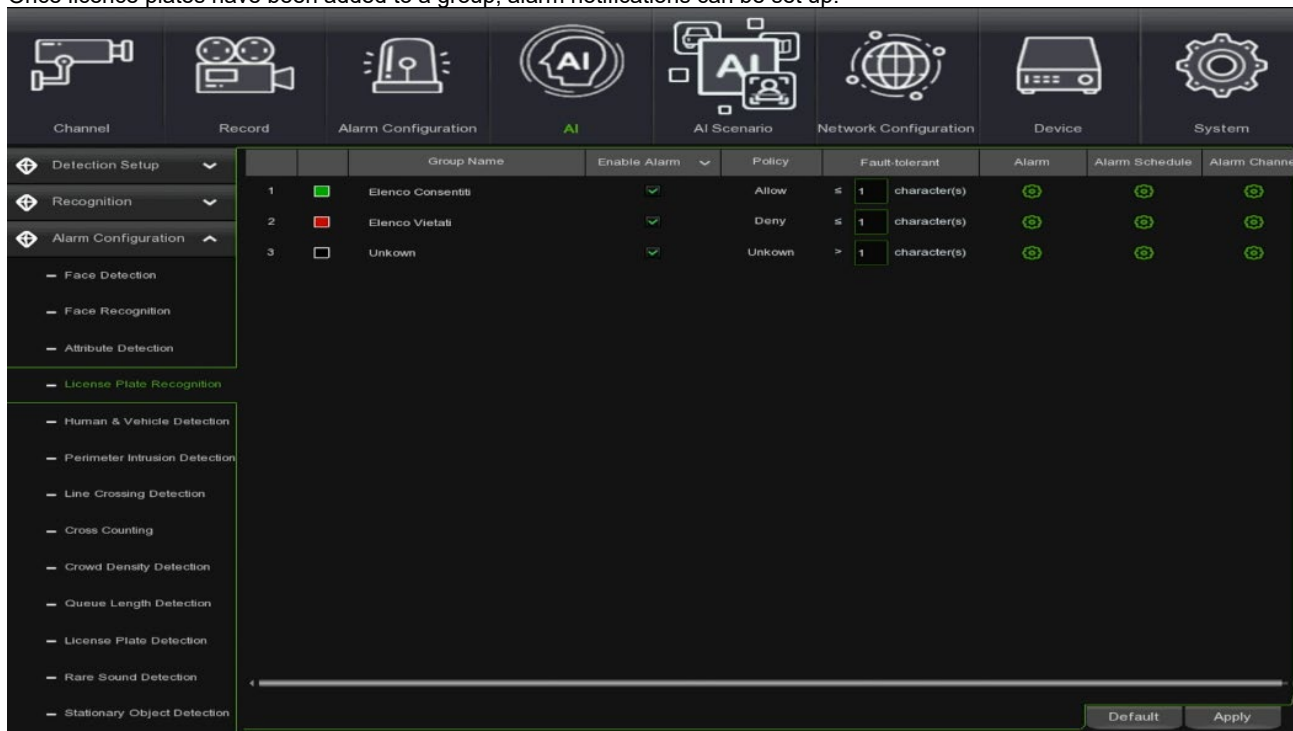 Once licence plates have been added to a group, alarm notifications can be set up:
AI
AI
Channel Record Alarm Configuration AI AI Scenario Network Configuration Device System
Detection Setup
Group Name Enable Alarm Policy Fault-tolerant Alarm Alarm Schedule Alarm Channe
1 Elenco Consentiti Allow ≤ 1 character(s)
Recognition
2 Elenco Vietati Deny ≤ 1 character(s)
Alarm Configuration
3 Unkown Unkown > 1 character(s)
Face Detection
Face Recognition
Attribute Detection
License Plate Recognition
Human & Vehicle Detection
Perimeter Intrusion Detection
Line Crossing Detection
Cross Counting
Crowd Density Detection
Queue Length Detection
License Plate Detection
Rare Sound Detection
Stationary Object Detection
Default Apply